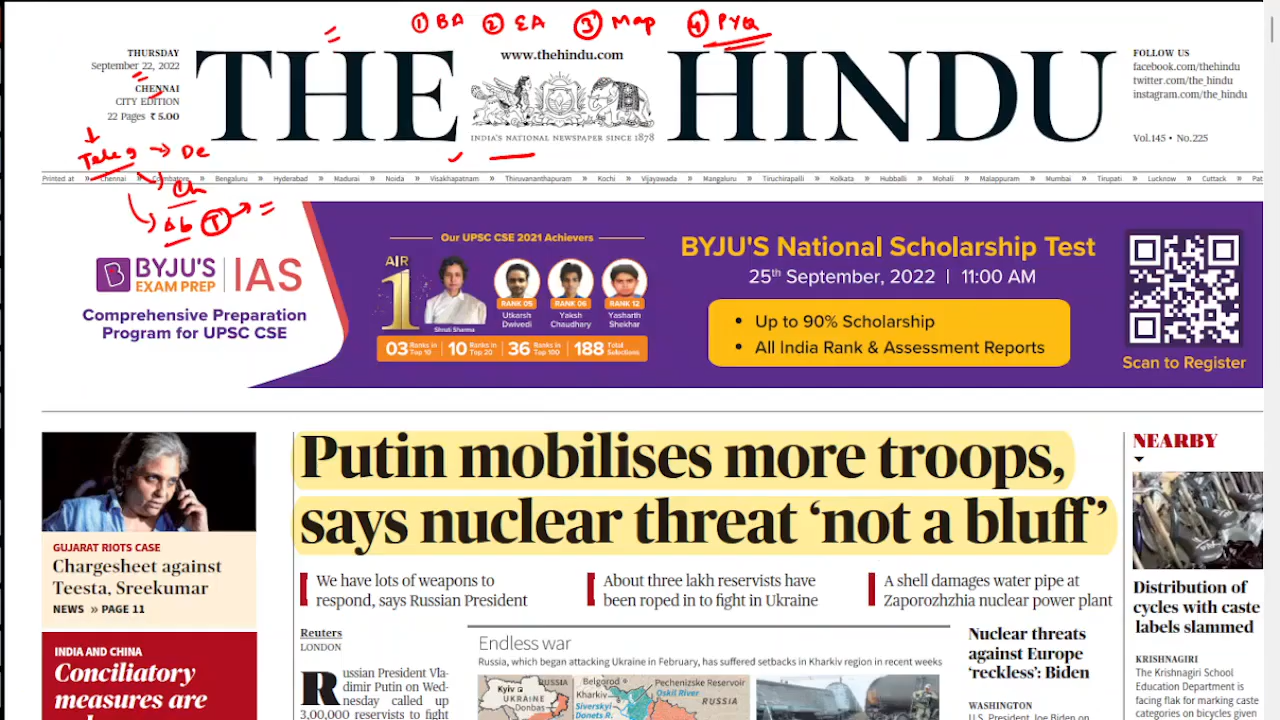 ① BA ② EA ③ Map ④ PYQ
THURSDAY
September 22, 2022
CHENNAI
CITY EDITION
22 Pages ₹ 5.00
THE HINDU
www.thehindu.com
INDIA'S NATIONAL NEWSPAPER SINCE 1878
FOLLOW US
facebook.com/thehindu
twitter.com/the_hindu
instagram.com/the_hindu
Vol.145 • No.225
Teleg → De
Ch
Ab T → =
Printed at » Chennai » Coimbatore » Bengaluru » Hyderabad » Madurai » Noida » Visakhapatnam » Thiruvananthapuram » Kochi » Vijayawada » Mangaluru » Tiruchirapalli » Kolkata » Hubballi » Mohali » Malappuram » Mumbai » Tirupati » Lucknow » Cuttack » Pat
BYJU'S
EXAM PREP
IAS
Comprehensive Preparation
Program for UPSC CSE
Our UPSC CSE 2021 Achievers
AIR
1
Shruti Sharma
RANK 05
Utkarsh
Dwivedi
RANK 06
Yaksh
Chaudhary
RANK 12
Yasharth
Shekhar
03 Ranks in Top 10 | 10 Ranks in Top 20 | 36 Ranks in Top 100 | 188 Total Selections
BYJU'S National Scholarship Test
25th September, 2022 | 11:00 AM
• Up to 90% Scholarship
• All India Rank & Assessment Reports
Scan to Register
GUJARAT RIOTS CASE
Chargesheet against
Teesta, Sreekumar
NEWS » PAGE 11
INDIA AND CHINA
Conciliatory
measures are
Putin mobilises more troops,
says nuclear threat ‘not a bluff’
We have lots of weapons to
respond, says Russian President
About three lakh reservists have
been roped in to fight in Ukraine
A shell damages water pipe at
Zaporozhzhia nuclear power plant
Reuters
LONDON
Russian President Vla-
dimir Putin on Wed-
nesday called up
3,00,000 reservists to fight
Endless war
Russia, which began attacking Ukraine in February, has suffered setbacks in Kharkiv region in recent weeks
Kyiv
RUSSIA
UKRAINE
Donbas
Belgorod
Kharkiv
Siverskyi
Donets R.
Pechenizke Reservoir
Oskil River
RUSSIA
Nuclear threats
against Europe
‘reckless’: Biden
WASHINGTON
U.S. President Joe Biden on
NEARBY
Distribution of
cycles with caste
labels slammed
KRISHNAGIRI
The Krishnagiri School
Education Department is
facing flak for marking caste
categories on bicycles given